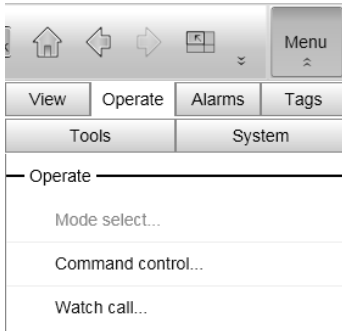 Menu
View Operate Alarms Tags
Tools System
Operate
Mode select...
Command control...
Watch call...